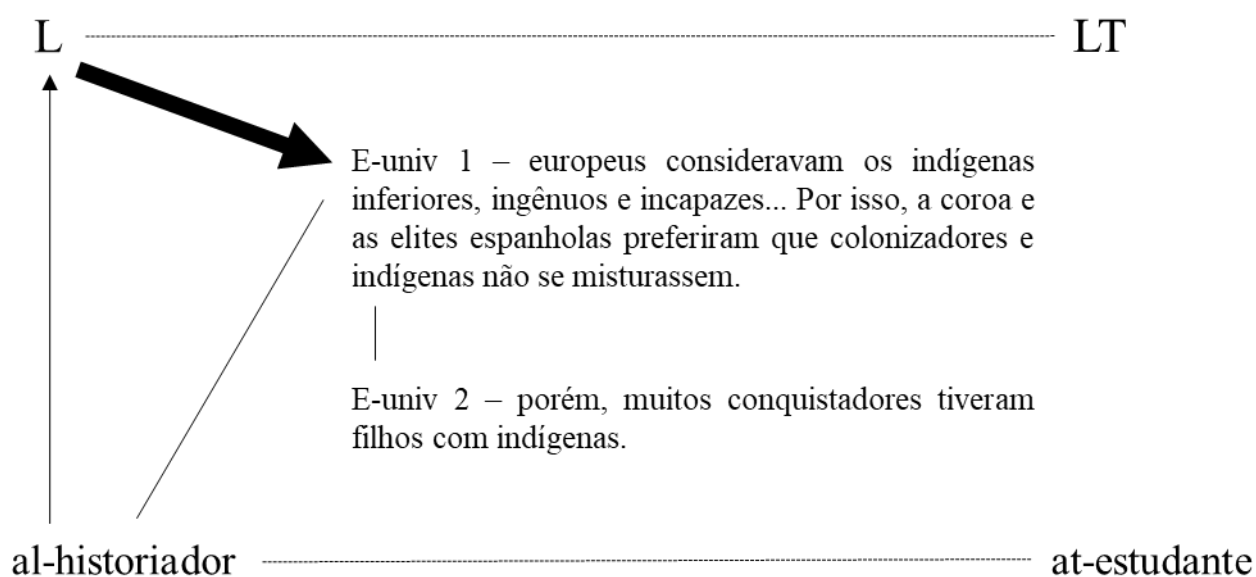 L LT
E-univ 1 – europeus consideravam os indígenas
inferiores, ingênuos e incapazes... Por isso, a coroa e
as elites espanholas preferiram que colonizadores e
indígenas não se misturassem.
E-univ 2 – porém, muitos conquistadores tiveram
filhos com indígenas.
al-historiador at-estudante